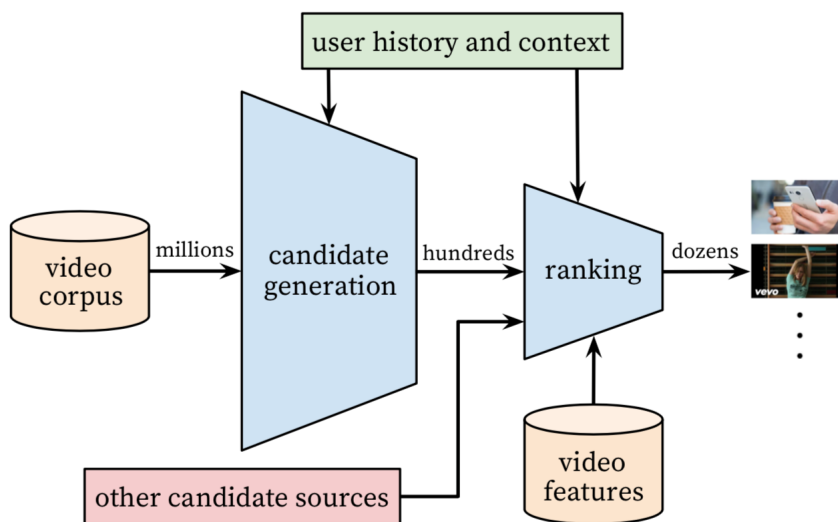 user history and context
millions
video
corpus
candidate
generation
hundreds
ranking
dozens
vevo
other candidate sources
video
features